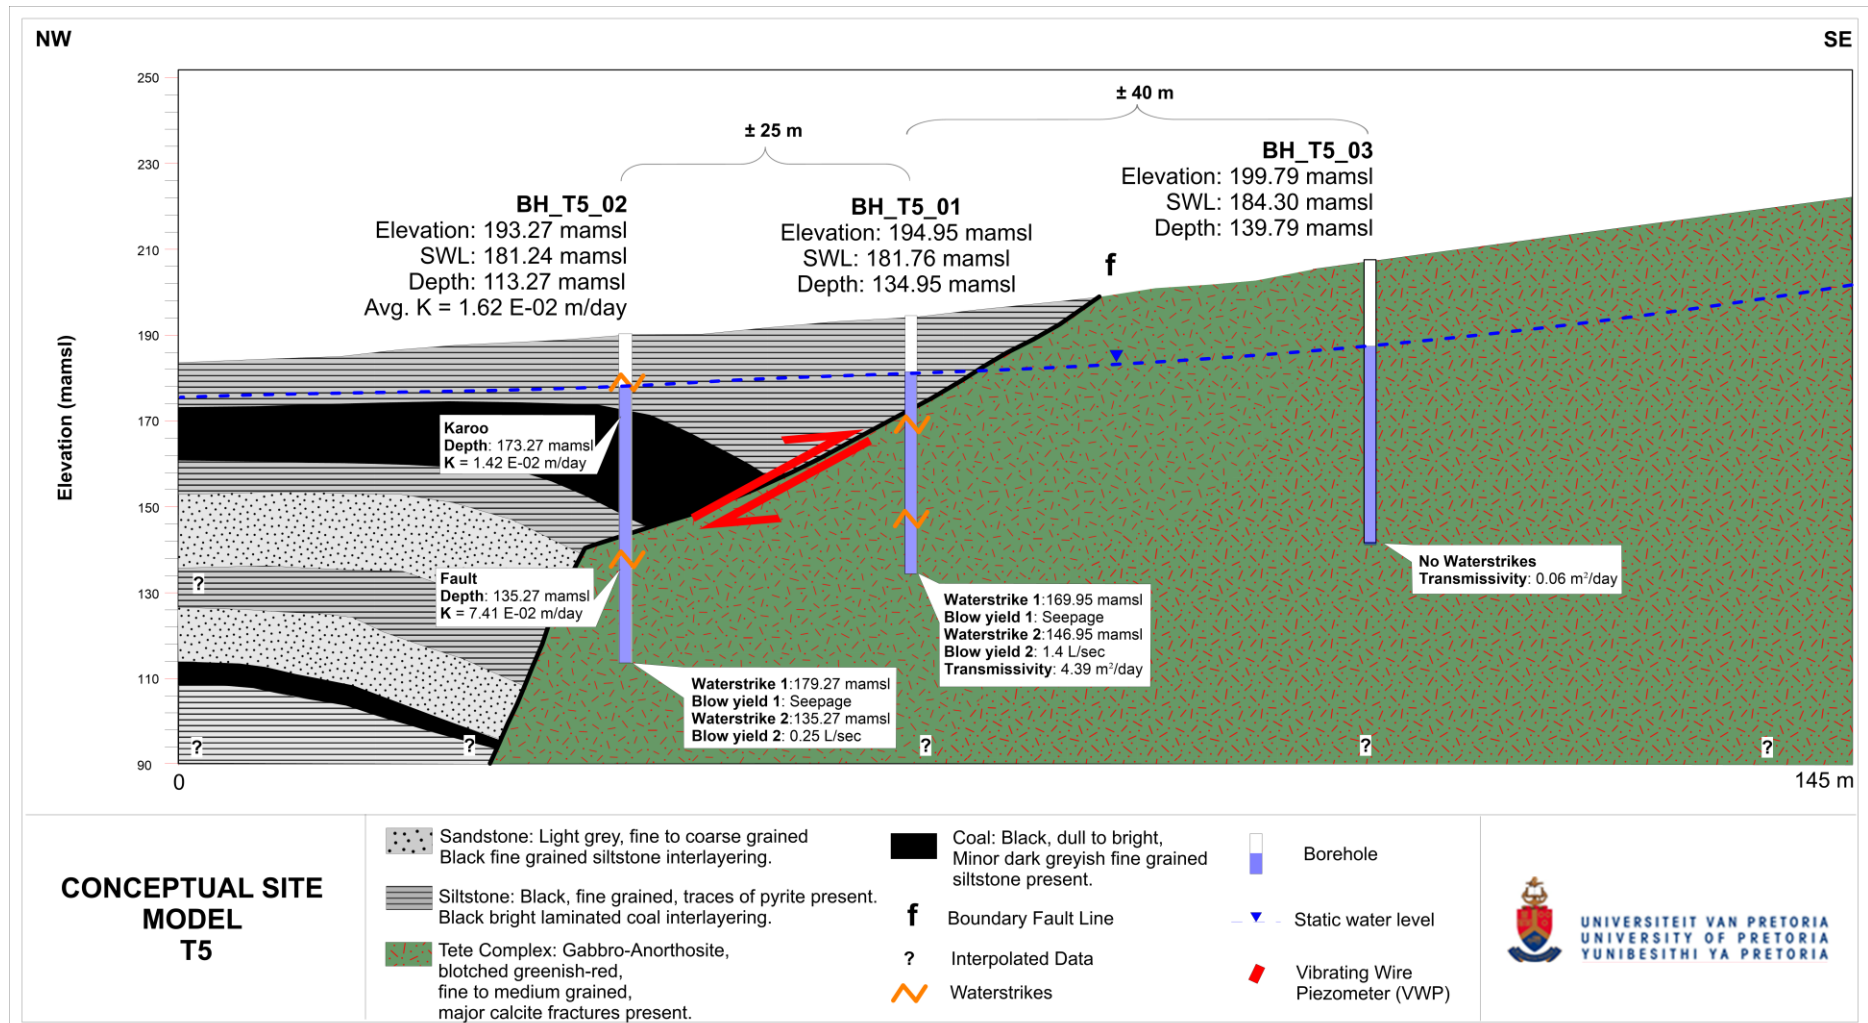 NW
SE
± 40 m
± 25 m
BH_T5_03
Elevation: 199.79 mamsl
SWL: 184.30 mamsl
Depth: 139.79 mamsl
BH_T5_02
Elevation: 193.27 mamsl
SWL: 181.24 mamsl
Depth: 113.27 mamsl
Avg. K = 1.62 E-02 m/day
BH_T5_01
Elevation: 194.95 mamsl
SWL: 181.76 mamsl
Depth: 134.95 mamsl
f
Elevation (mamsl)
250
230
210
190
170
150
130
110
90
0
145 m
Karoo
Depth: 173.27 mamsl
K = 1.42 E-02 m/day
Fault
Depth: 135.27 mamsl
K = 7.41 E-02 m/day
Waterstrike 1:179.27 mamsl
Blow yield 1: Seepage
Waterstrike 2:135.27 mamsl
Blow yield 2: 0.25 L/sec
Waterstrike 1:169.95 mamsl
Blow yield 1: Seepage
Waterstrike 2:146.95 mamsl
Blow yield 2: 1.4 L/sec
Transmissivity: 4.39 m²/day
No Waterstrikes
Transmissivity: 0.06 m²/day
?
?
?
?
?
?
CONCEPTUAL SITE
MODEL
T5
Sandstone: Light grey, fine to coarse grained
Black fine grained siltstone interlayering.
Siltstone: Black, fine grained, traces of pyrite present.
Black bright laminated coal interlayering.
Tete Complex: Gabbro-Anorthosite,
blotched greenish-red,
fine to medium grained,
major calcite fractures present.
Coal: Black, dull to bright,
Minor dark greyish fine grained
siltstone present.
f Boundary Fault Line
? Interpolated Data
Waterstrikes
Borehole
Static water level
Vibrating Wire
Piezometer (VWP)
UNIVERSITEIT VAN PRETORIA
UNIVERSITY OF PRETORIA
YUNIBESITHI YA PRETORIA